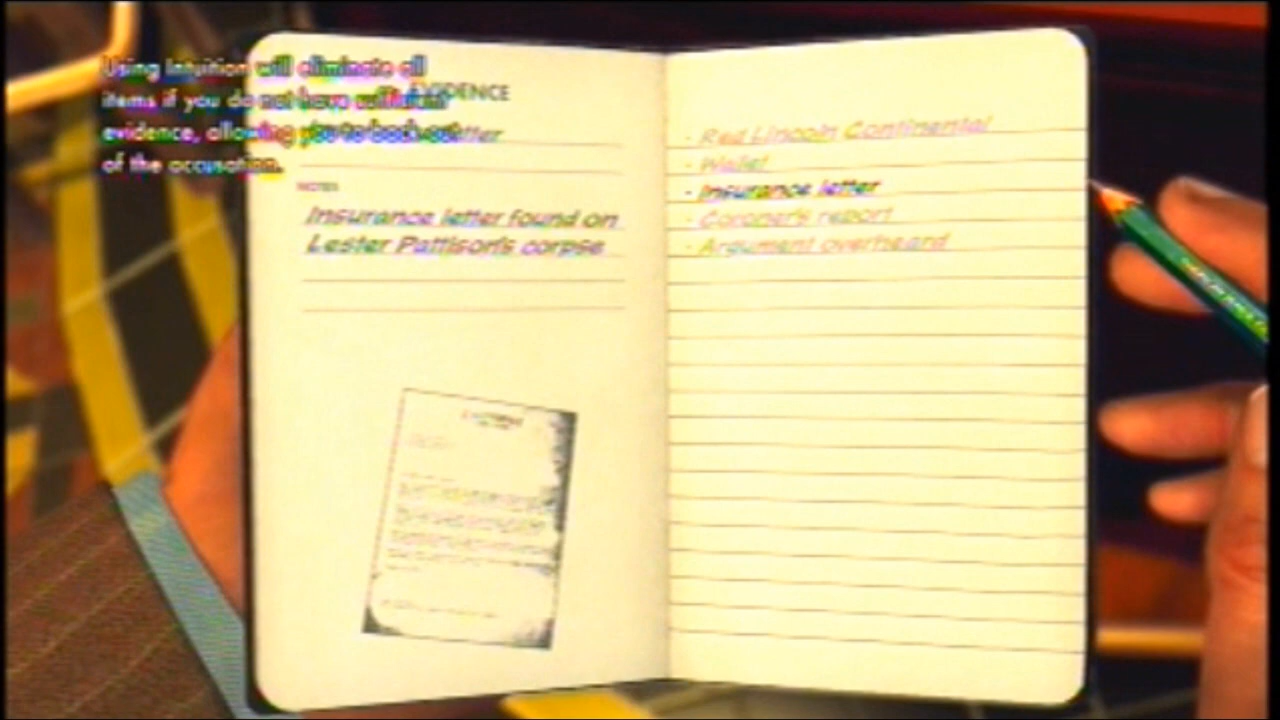 Using Intuition will eliminate all
items if you do not have sufficient
evidence, allowing you to back out
of the accusation.
EVIDENCE
letter
NOTES
Insurance letter found on
Lester Pattison's corpse
- Red Lincoln Continental
- Wallet
- Insurance letter
- Coroner's report
- Argument overheard